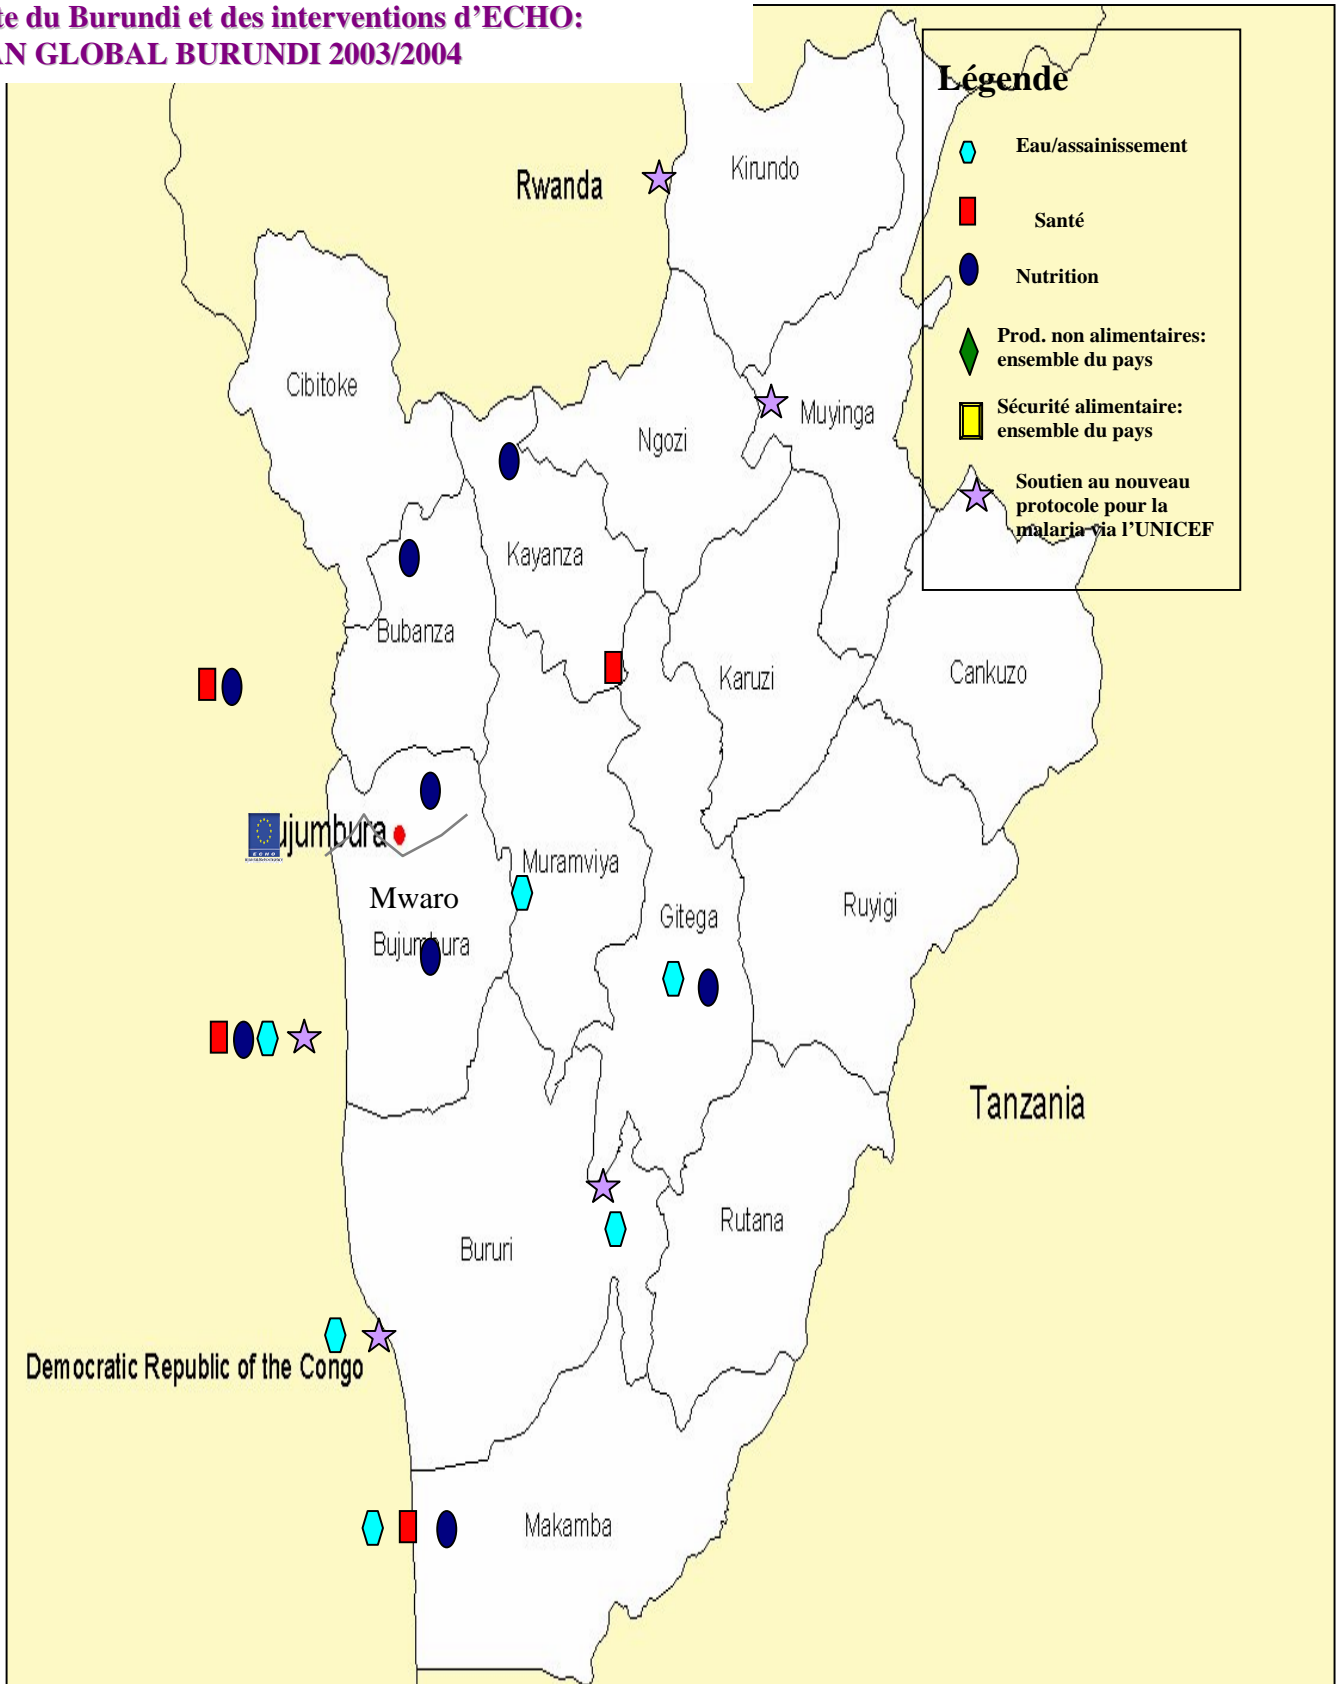 te du Burundi et des interventions d’ECHO:
AN GLOBAL BURUNDI 2003/2004
Légende
Eau/assainissement
Santé
Nutrition
Prod. non alimentaires:
ensemble du pays
Sécurité alimentaire:
ensemble du pays
Soutien au nouveau
protocole pour la
malaria via l’UNICEF
Rwanda
Kirundo
Cibitoke
Ngozi
Muyinga
Kayanza
Bubanza
Karuzi
Cankuzo
ujumbura
ECHO
Muramviya
Mwaro
Gitega
Ruyigi
Bujumbura
Tanzania
Rutana
Bururi
Democratic Republic of the Congo
Makamba